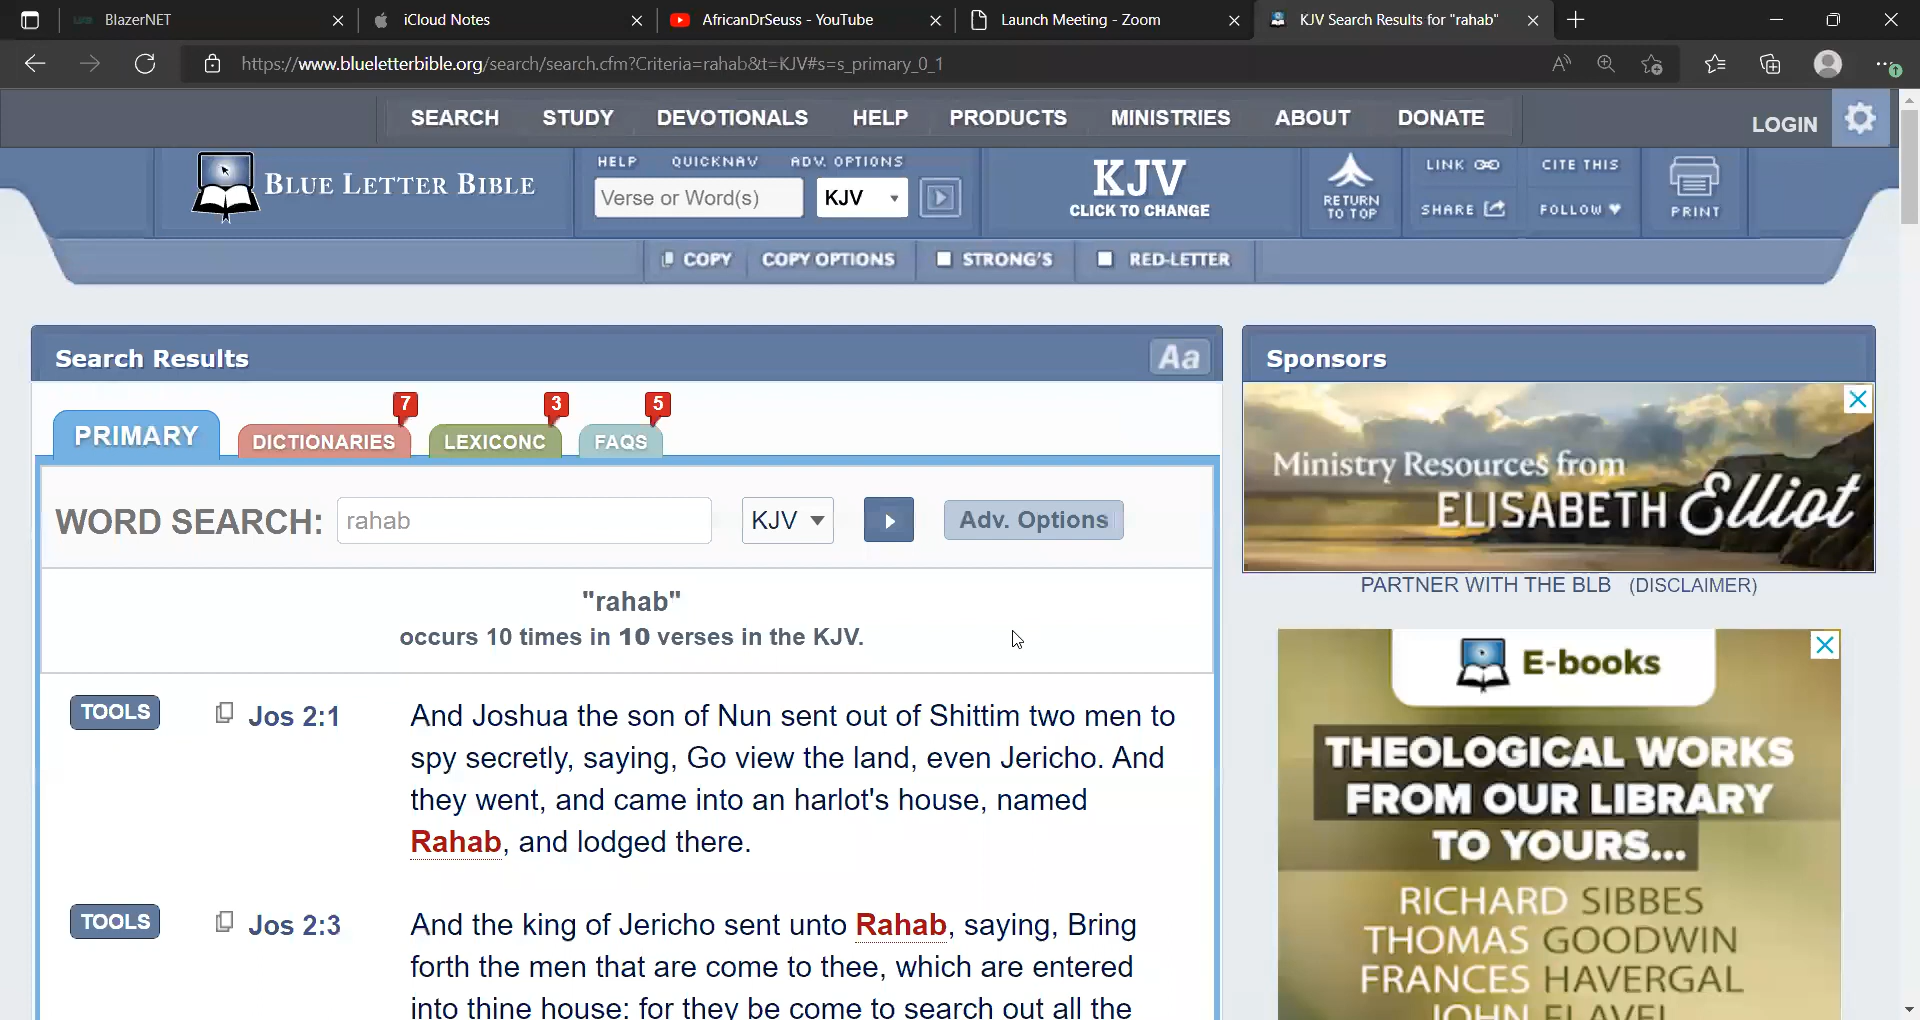 BlazerNET
iCloud Notes
AfricanDrSeuss - YouTube
Launch Meeting - Zoom
KJV Search Results for "rahab"
https://www.blueletterbible.org/search/search.cfm?Criteria=rahab&t=KJV#s=s_primary_0_1
SEARCH STUDY DEVOTIONALS HELP PRODUCTS MINISTRIES ABOUT DONATE
LOGIN
BLUE LETTER BIBLE
HELP QUICKNAV ADV. OPTIONS
Verse or Word(s)
KJV
KJV
CLICK TO CHANGE
RETURN
TO TOP
LINK
CITE THIS
SHARE
FOLLOW
PRINT
COPY
COPY OPTIONS
STRONG'S
RED-LETTER
Search Results
Aa
Sponsors
7
3
5
PRIMARY
DICTIONARIES
LEXICONC
FAQS
WORD SEARCH:
rahab
KJV
Adv. Options
"rahab"
occurs 10 times in 10 verses in the KJV.
TOOLS
Jos 2:1
And Joshua the son of Nun sent out of Shittim two men to
spy secretly, saying, Go view the land, even Jericho. And
they went, and came into an harlot's house, named
Rahab, and lodged there.
TOOLS
Jos 2:3
And the king of Jericho sent unto Rahab, saying, Bring
forth the men that are come to thee, which are entered
into thine house: for they be come to search out all the
Ministry Resources from
ELISABETH Elliot
PARTNER WITH THE BLB (DISCLAIMER)
E-books
THEOLOGICAL WORKS
FROM OUR LIBRARY
TO YOURS...
RICHARD SIBBES
THOMAS GOODWIN
FRANCES HAVERGAL
JOHN FLAVEL